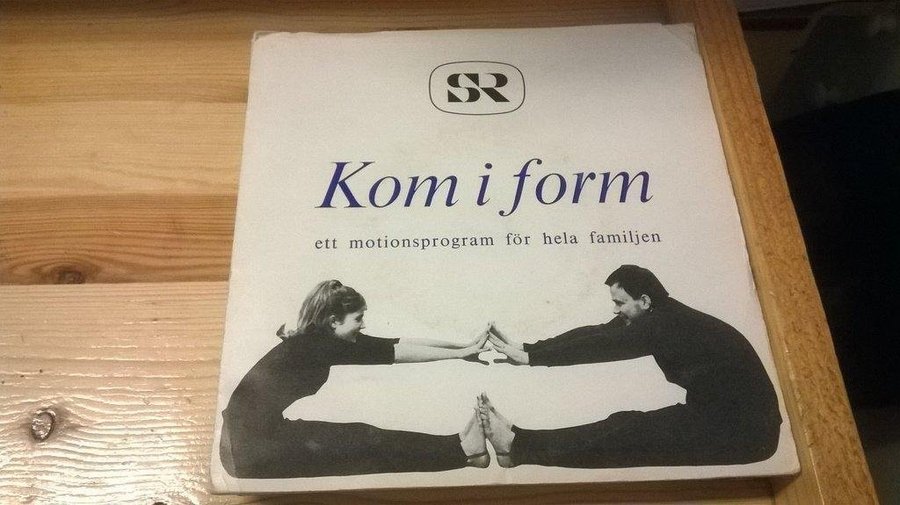 SR
Kom i form
ett motionsprogram för hela familjen